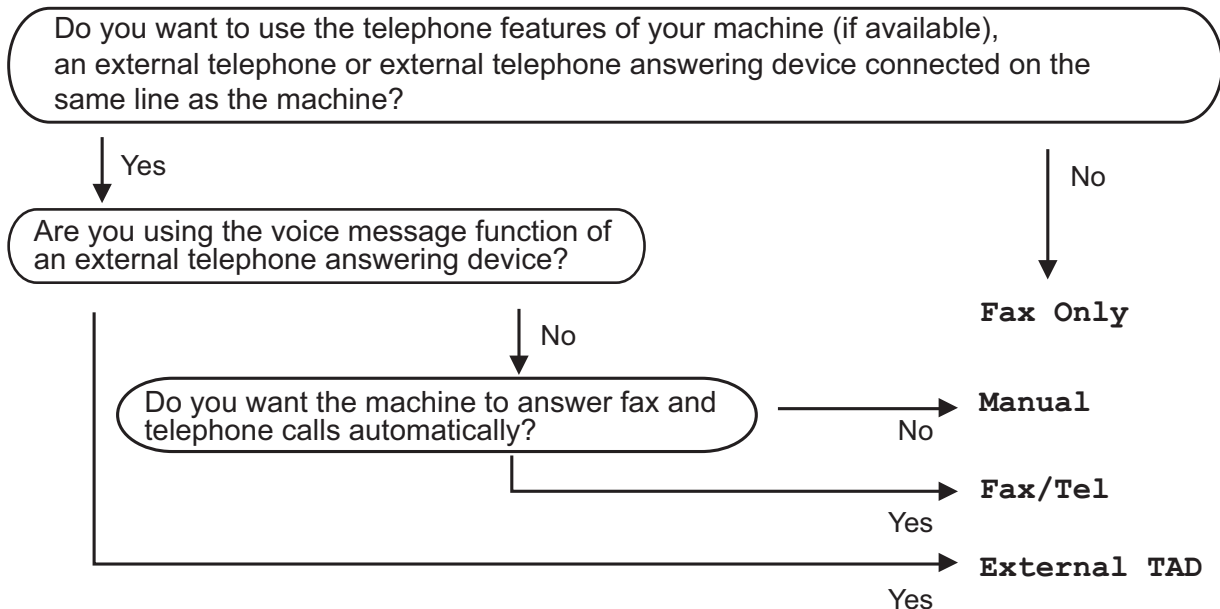 Do you want to use the telephone features of your machine (if available),
an external telephone or external telephone answering device connected on the
same line as the machine?
Yes
No
Are you using the voice message function of
an external telephone answering device?
Fax Only
No
Do you want the machine to answer fax and
telephone calls automatically?
Manual
No
Fax/Tel
Yes
External TAD
Yes